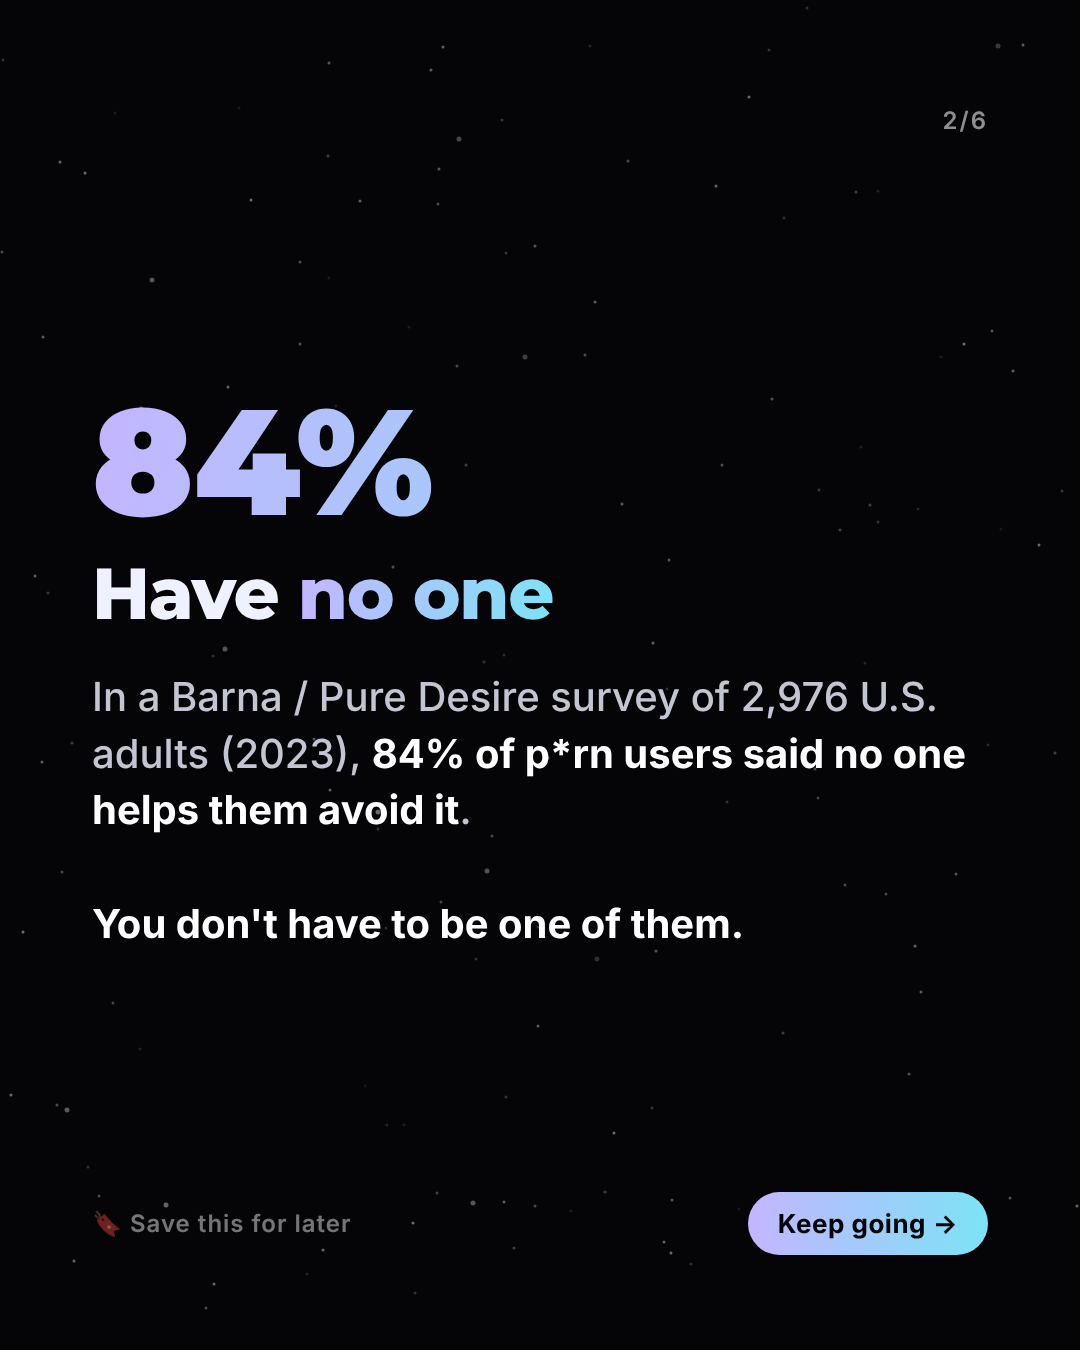 2/6
84%
Have no one
In a Barna / Pure Desire survey of 2,976 U.S.
adults (2023), 84% of p*rn users said no one
helps them avoid it.
You don't have to be one of them.
🔖 Save this for later
Keep going →